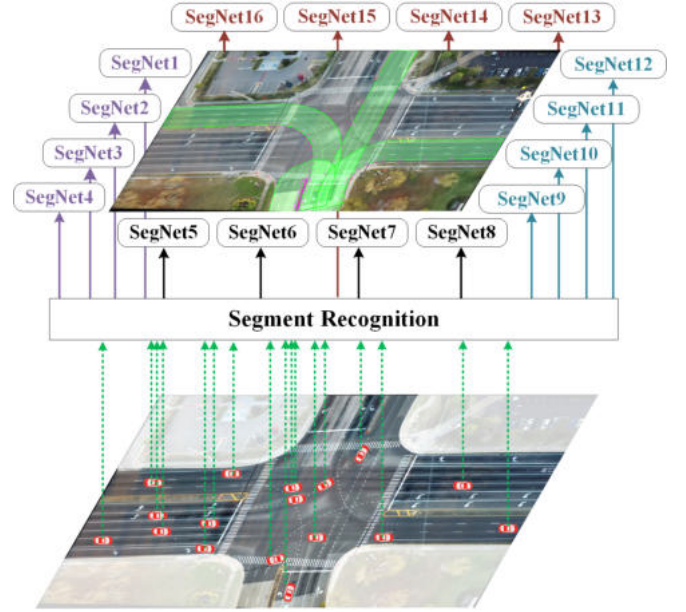 SegNet16 SegNet15 SegNet14 SegNet13
SegNet1 SegNet12
SegNet2 SegNet11
SegNet3 SegNet10
SegNet4 SegNet9
SegNet5 SegNet6 SegNet7 SegNet8
Segment Recognition